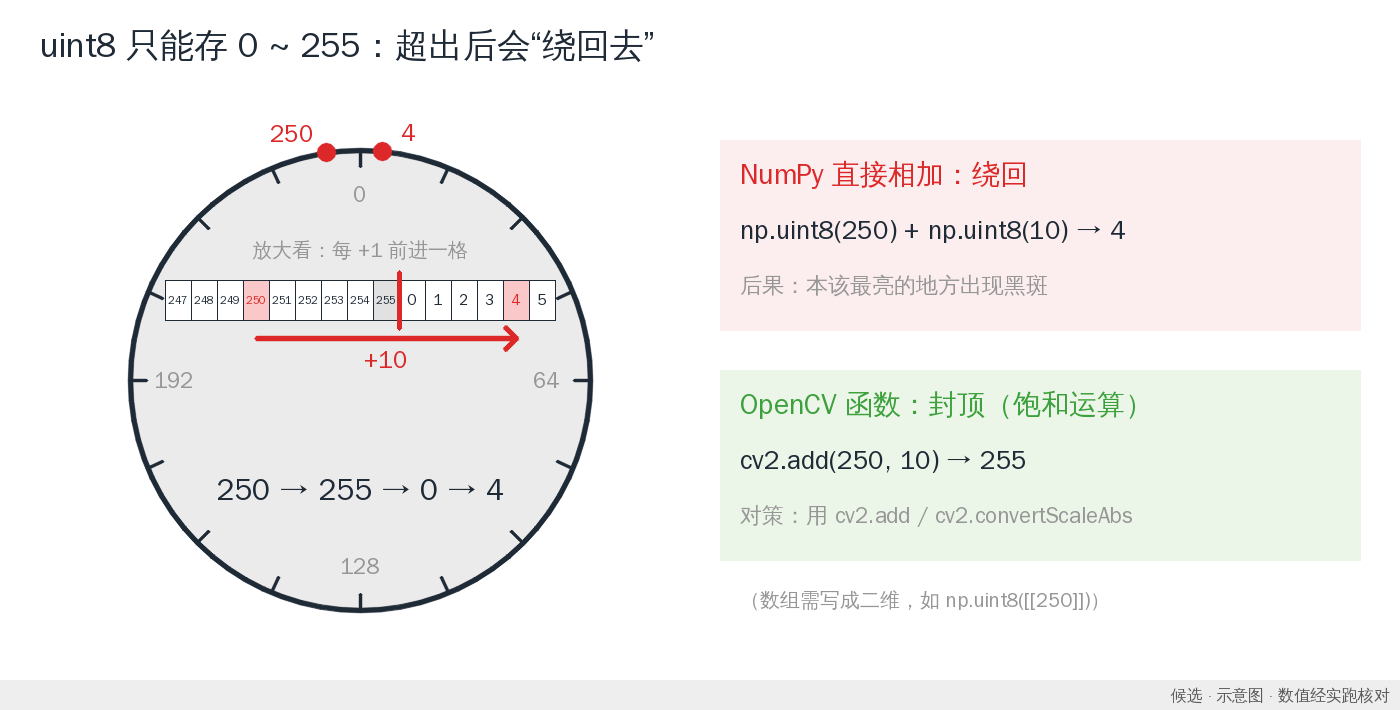 uint8 只能存 0 ~ 255：超出后会“绕回去”
250
4
0
放大看：每 +1 前进一格
247 248 249 250 251 252 253 254 255 0 1 2 3 4 5
+10
192
64
250 → 255 → 0 → 4
128
NumPy 直接相加：绕回
np.uint8(250) + np.uint8(10) → 4
后果：本该最亮的地方出现黑斑
OpenCV 函数：封顶（饱和运算）
cv2.add(250, 10) → 255
对策：用 cv2.add / cv2.convertScaleAbs
（数组需写成二维，如 np.uint8([[250]])）
候选 · 示意图 · 数值经实跑核对